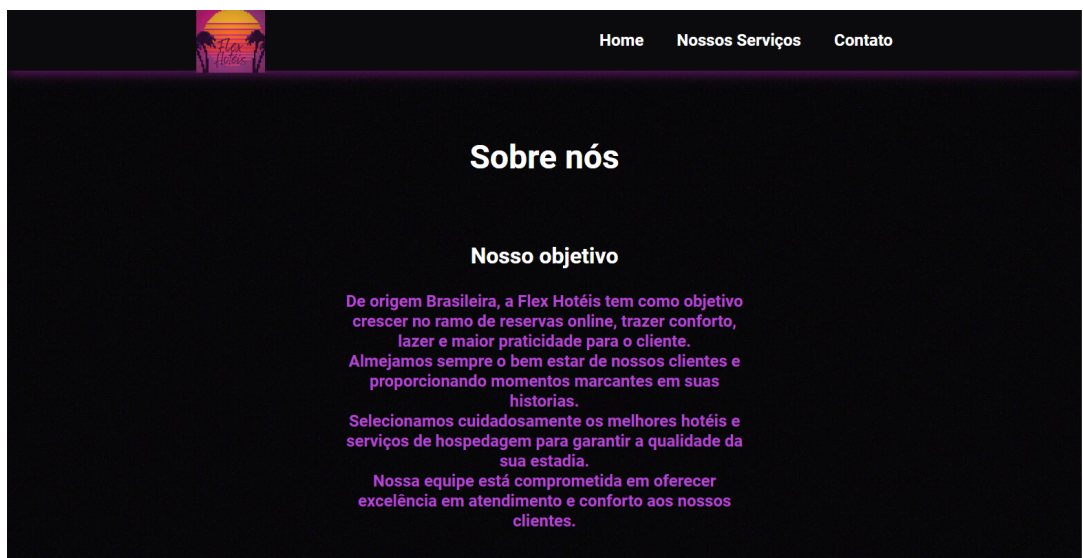 Flex
Hotéis
Home Nossos Serviços Contato
Sobre nós
Nosso objetivo
De origem Brasileira, a Flex Hotéis tem como objetivo
crescer no ramo de reservas online, trazer conforto,
lazer e maior praticidade para o cliente.
Almejamos sempre o bem estar de nossos clientes e
proporcionando momentos marcantes em suas
historias.
Selecionamos cuidadosamente os melhores hotéis e
serviços de hospedagem para garantir a qualidade da
sua estadia.
Nossa equipe está comprometida em oferecer
excelência em atendimento e conforto aos nossos
clientes.